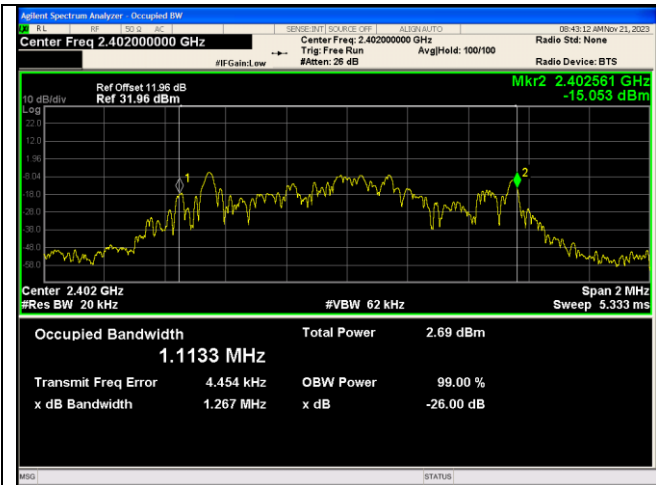 Agilent Spectrum Analyzer - Occupied BW
RL RF 50 Ω AC SENSE:INT SOURCE OFF ALIGN AUTO 08:43:12 AM Nov 21, 2023
Center Freq 2.402000000 GHz Center Freq: 2.402000000 GHz Radio Std: None
Trig: Free Run Avg|Hold: 100/100
#IFGain:Low #Atten: 26 dB Radio Device: BTS
Mkr2 2.402561 GHz
-15.053 dBm
Ref Offset 11.96 dB
10 dB/div Ref 31.96 dBm
Log
22.0
12.0
1.96
-8.04
-18.0
-28.0
-38.0
-48.0
-58.0
1
2
Center 2.402 GHz Span 2 MHz
#Res BW 20 kHz #VBW 62 kHz Sweep 5.333 ms
Occupied Bandwidth Total Power 2.69 dBm
1.1133 MHz
Transmit Freq Error 4.454 kHz OBW Power 99.00 %
x dB Bandwidth 1.267 MHz x dB -26.00 dB
MSG STATUS